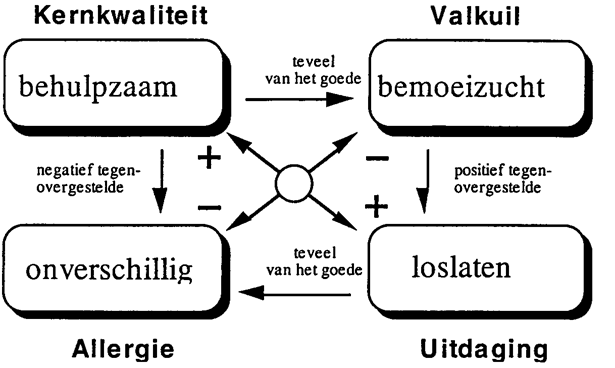 Kernkwaliteit
Valkuil
behulpzaam
teveel
van het goede
bemoeizucht
negatief tegen-
overgestelde
+
−
−
+
positief tegen-
overgestelde
onverschillig
teveel
van het goede
loslaten
Allergie
Uitdaging